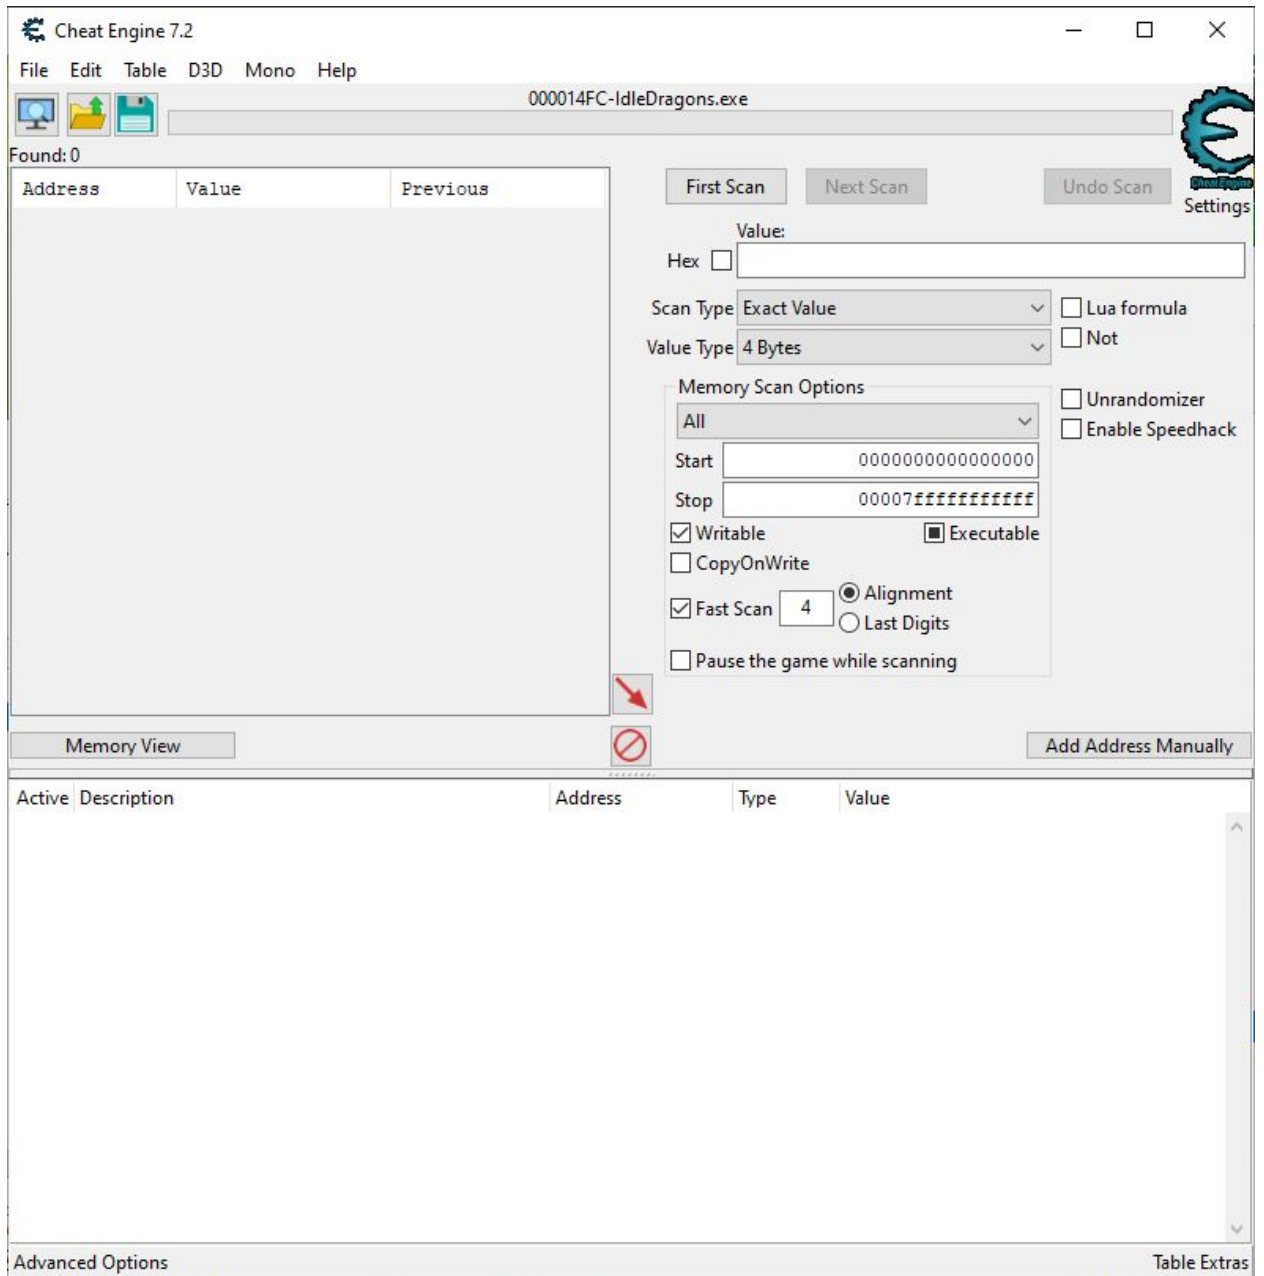 Cheat Engine 7.2
File Edit Table D3D Mono Help
000014FC-IdleDragons.exe
Found: 0
Cheat Engine
Settings
Address Value Previous
First Scan Next Scan Undo Scan
Value:
Hex
Scan Type Exact Value
Lua formula
Value Type 4 Bytes
Not
Memory Scan Options
All
Unrandomizer
Enable Speedhack
Start 0000000000000000
Stop 00007fffffffffff
Writable Executable
CopyOnWrite
Fast Scan 4
Alignment
Last Digits
Pause the game while scanning
Memory View
Add Address Manually
Active Description Address Type Value
Advanced Options Table Extras